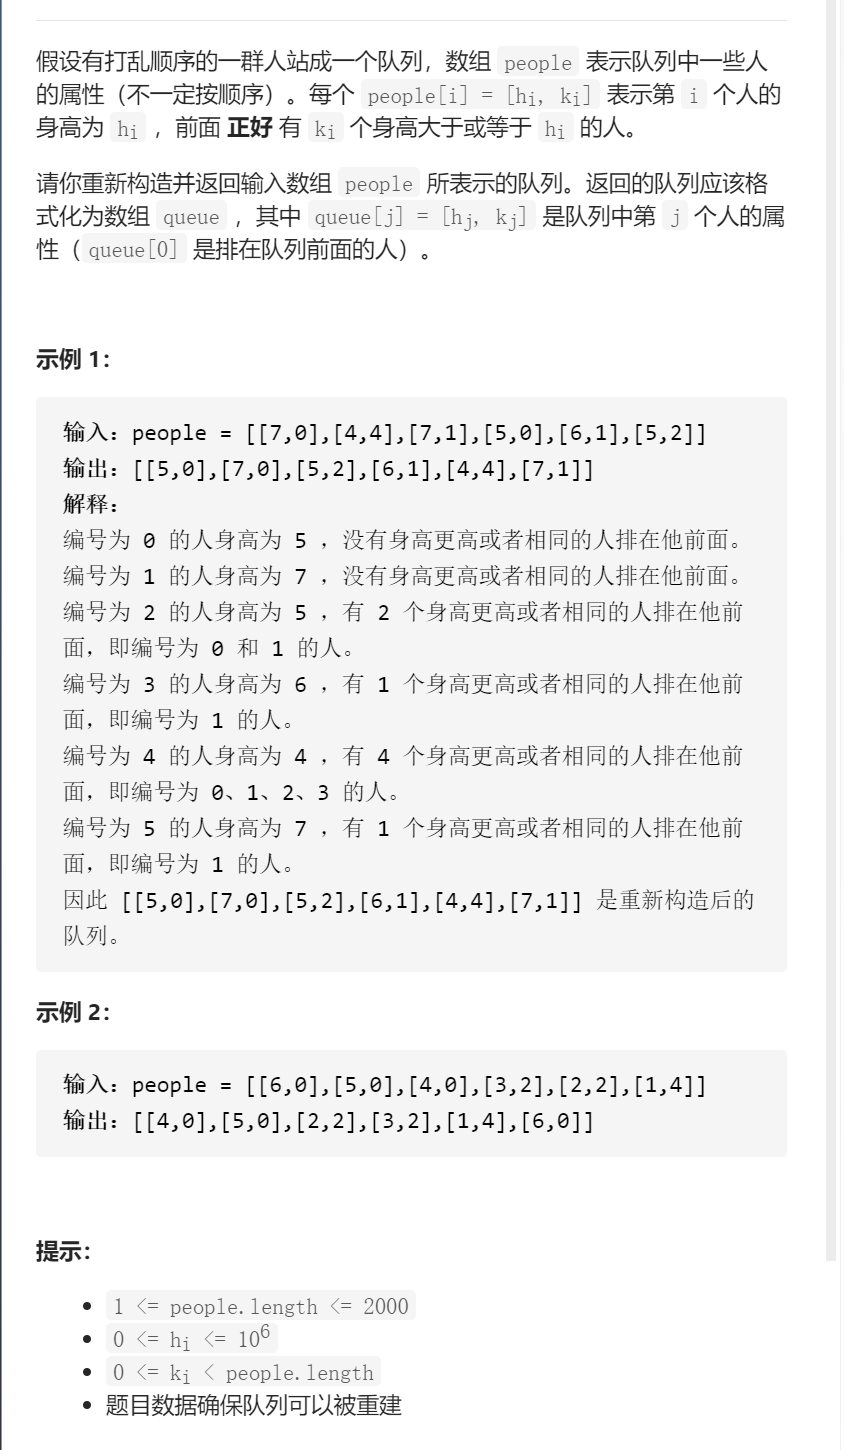 假设有打乱顺序的一群人站成一个队列，数组 people 表示队列中一些人
的属性（不一定按顺序）。每个 people[i] = [hi, ki] 表示第 i 个人的
身高为 hi ，前面 正好 有 ki 个身高大于或等于 hi 的人。
请你重新构造并返回输入数组 people 所表示的队列。返回的队列应该格
式化为数组 queue ，其中 queue[j] = [hj, kj] 是队列中第 j 个人的属
性（queue[0] 是排在队列前面的人）。
示例 1：
输入：people = [[7,0],[4,4],[7,1],[5,0],[6,1],[5,2]]
输出：[[5,0],[7,0],[5,2],[6,1],[4,4],[7,1]]
解释：
编号为 0 的人身高为 5 ，没有身高更高或者相同的人排在他前面。
编号为 1 的人身高为 7 ，没有身高更高或者相同的人排在他前面。
编号为 2 的人身高为 5 ，有 2 个身高更高或者相同的人排在他前
面，即编号为 0 和 1 的人。
编号为 3 的人身高为 6 ，有 1 个身高更高或者相同的人排在他前
面，即编号为 1 的人。
编号为 4 的人身高为 4 ，有 4 个身高更高或者相同的人排在他前
面，即编号为 0、1、2、3 的人。
编号为 5 的人身高为 7 ，有 1 个身高更高或者相同的人排在他前
面，即编号为 1 的人。
因此 [[5,0],[7,0],[5,2],[6,1],[4,4],[7,1]] 是重新构造后的
队列。
示例 2：
输入：people = [[6,0],[5,0],[4,0],[3,2],[2,2],[1,4]]
输出：[[4,0],[5,0],[2,2],[3,2],[1,4],[6,0]]
提示：
• 1 <= people.length <= 2000
• 0 <= hi <= 10^6
• 0 <= ki < people.length
• 题目数据确保队列可以被重建